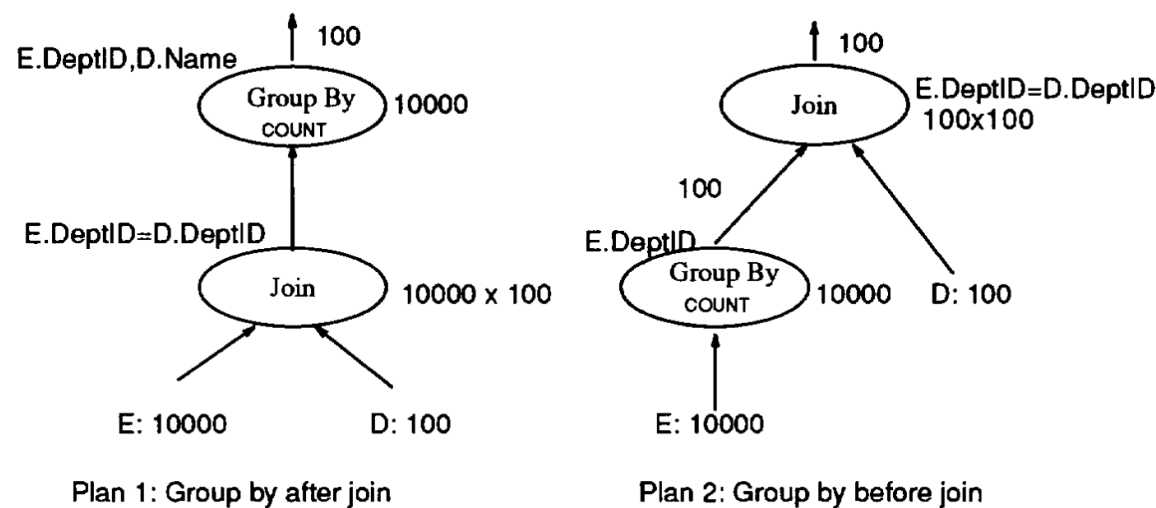 100
E.DeptID,D.Name
Group By
COUNT
10000
E.DeptID=D.DeptID
Join
10000 x 100
E: 10000
D: 100
Plan 1: Group by after join
100
Join
E.DeptID=D.DeptID
100x100
100
E.DeptID
Group By
COUNT
10000
D: 100
E: 10000
Plan 2: Group by before join